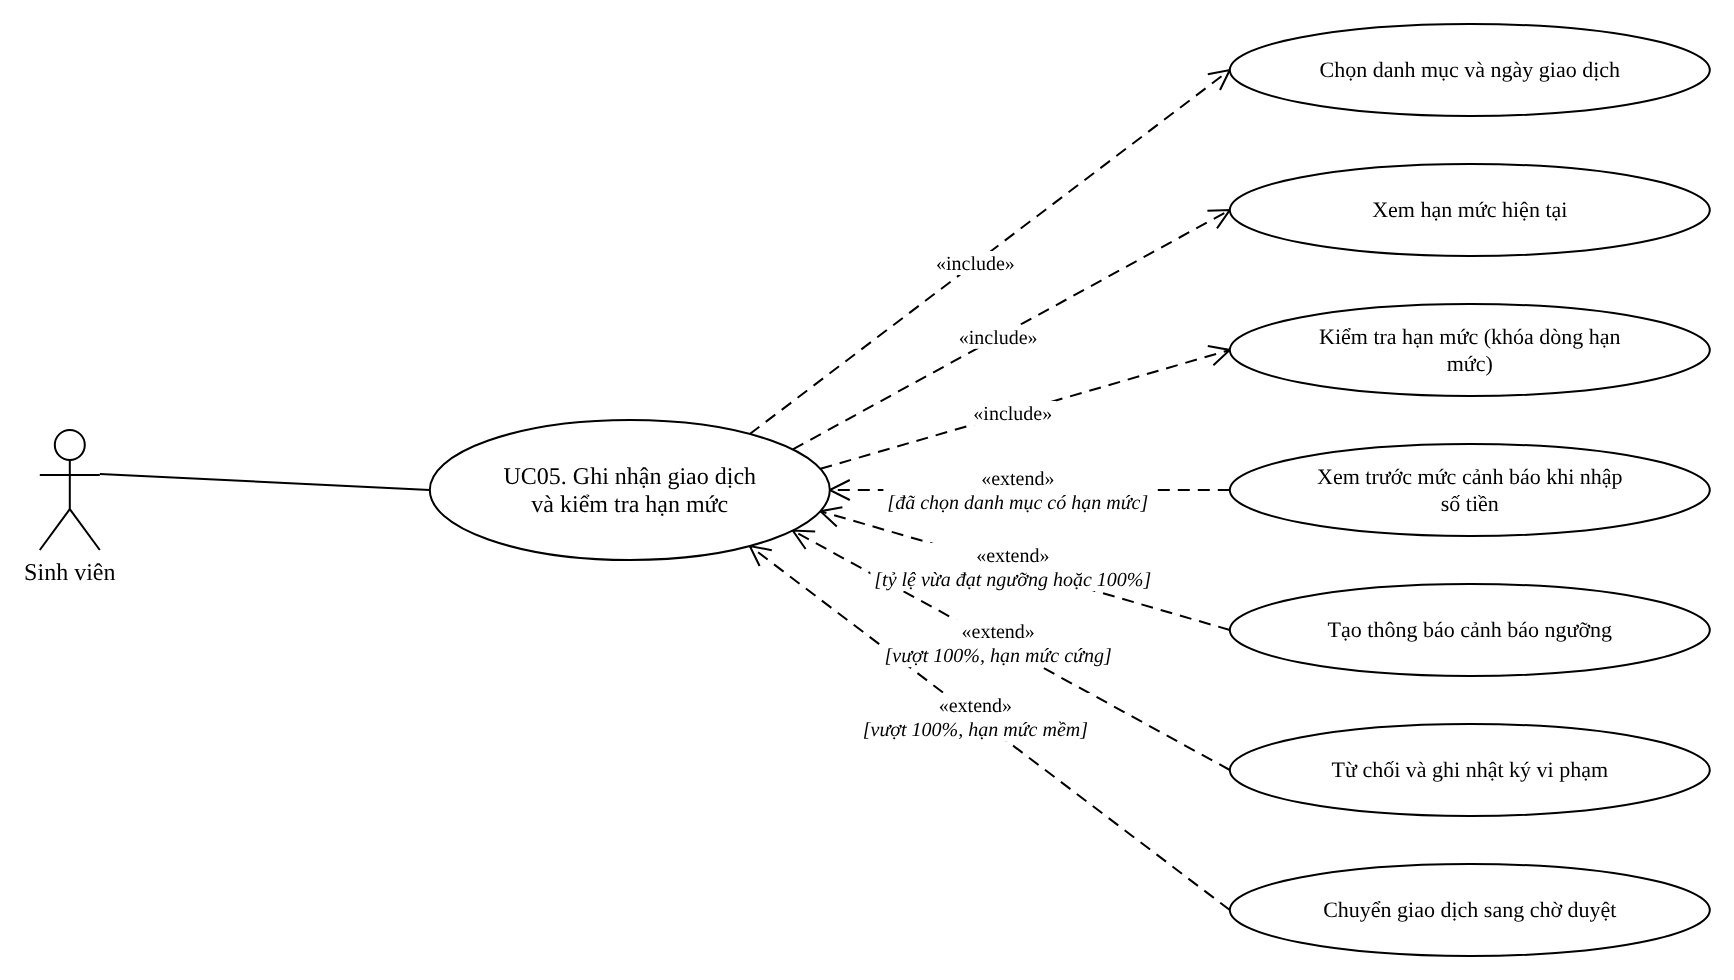 Chọn danh mục và ngày giao dịch
Xem hạn mức hiện tại
«include»
«include»
Kiểm tra hạn mức (khóa dòng hạn
mức)
«include»
Sinh viên
UC05. Ghi nhận giao dịch
và kiểm tra hạn mức
«extend»
[đã chọn danh mục có hạn mức]
Xem trước mức cảnh báo khi nhập
số tiền
«extend»
[tỷ lệ vừa đạt ngưỡng hoặc 100%]
Tạo thông báo cảnh báo ngưỡng
«extend»
[vượt 100%, hạn mức cứng]
Từ chối và ghi nhật ký vi phạm
«extend»
[vượt 100%, hạn mức mềm]
Chuyển giao dịch sang chờ duyệt